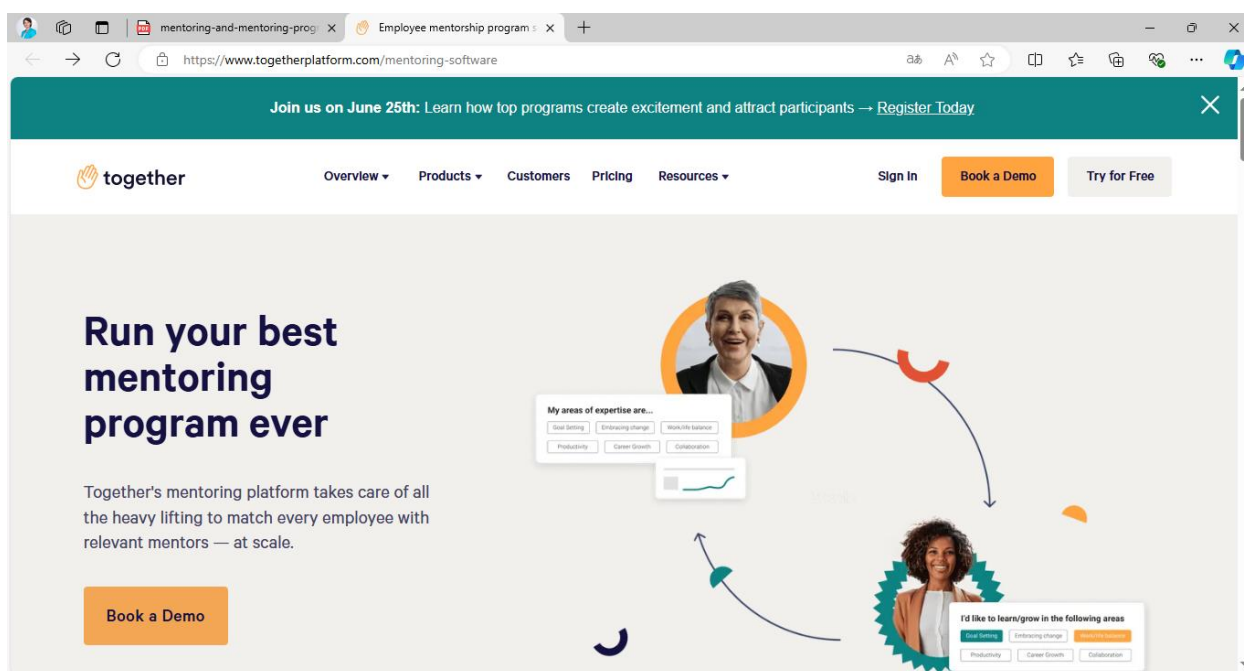 mentoring-and-mentoring-progr
Employee mentorship program s
https://www.togetherplatform.com/mentoring-software
Join us on June 25th: Learn how top programs create excitement and attract participants → Register Today
together
Overview
Products
Customers
Pricing
Resources
Sign in
Book a Demo
Try for Free
Run your best
mentoring
program ever
Together's mentoring platform takes care of all
the heavy lifting to match every employee with
relevant mentors — at scale.
Book a Demo
My areas of expertise are...
Goal Setting Embracing change Work/life balance
Productivity Career Growth Collaboration
I'd like to learn/grow in the following areas
Goal Setting Embracing change Work/life balance
Productivity Career Growth Collaboration